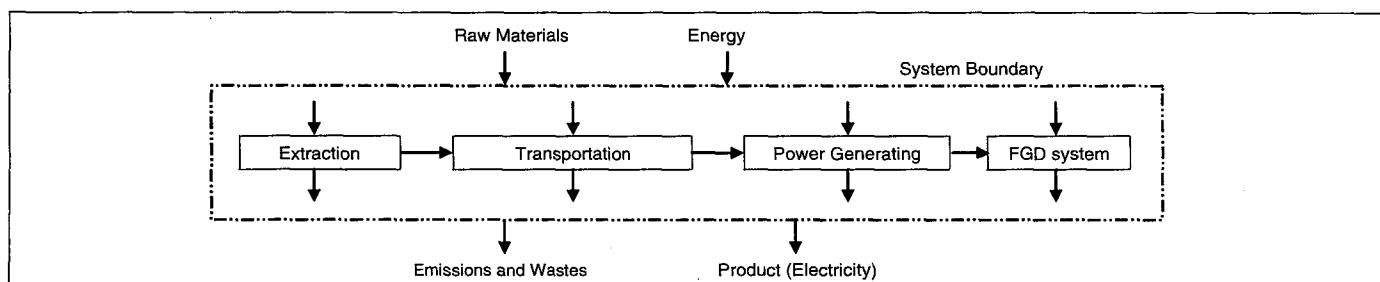 Raw Materials
Energy
System Boundary
Extraction
Transportation
Power Generating
FGD system
Emissions and Wastes
Product (Electricity)